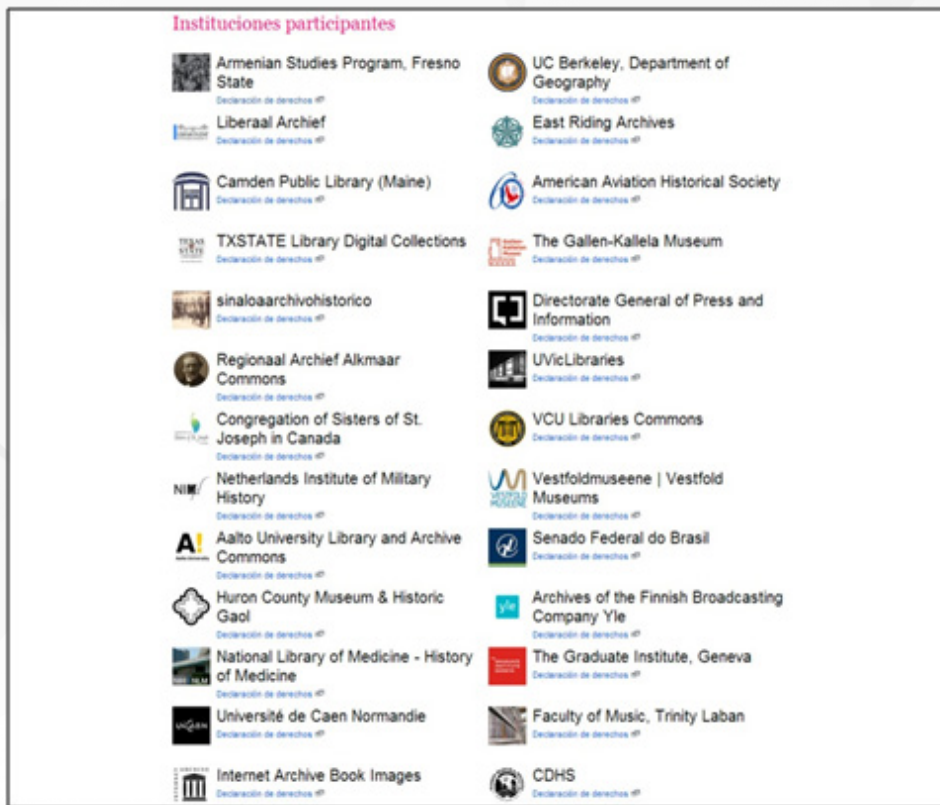 Instituciones participantes
Armenian Studies Program, Fresno
State
Declaración de derechos
UC Berkeley, Department of
Geography
Declaración de derechos
Liberaal Archief
Declaración de derechos
East Riding Archives
Declaración de derechos
Camden Public Library (Maine)
Declaración de derechos
American Aviation Historical Society
Declaración de derechos
TEXAS
STATE
TXSTATE Library Digital Collections
Declaración de derechos
The Gallen-Kallela Museum
Declaración de derechos
sinaloaarchivohistorico
Declaración de derechos
Directorate General of Press and
Information
Declaración de derechos
Regionaal Archief Alkmaar
Commons
Declaración de derechos
UVicLibraries
Declaración de derechos
Congregation of Sisters of St.
Joseph in Canada
Declaración de derechos
VCU Libraries Commons
Declaración de derechos
NIM
Netherlands Institute of Military
History
Declaración de derechos
VESTFOLD
MUSEENE
Vestfoldmuseene | Vestfold
Museums
Declaración de derechos
A!
Aalto University Library and Archive
Commons
Declaración de derechos
Senado Federal do Brasil
Declaración de derechos
Huron County Museum & Historic
Gaol
Declaración de derechos
yle
Archives of the Finnish Broadcasting
Company Yle
Declaración de derechos
National Library of Medicine - History
of Medicine
Declaración de derechos
The Graduate Institute, Geneva
Declaración de derechos
Université de Caen Normandie
Declaración de derechos
Faculty of Music, Trinity Laban
Declaración de derechos
Internet Archive Book Images
Declaración de derechos
CDHS
Declaración de derechos